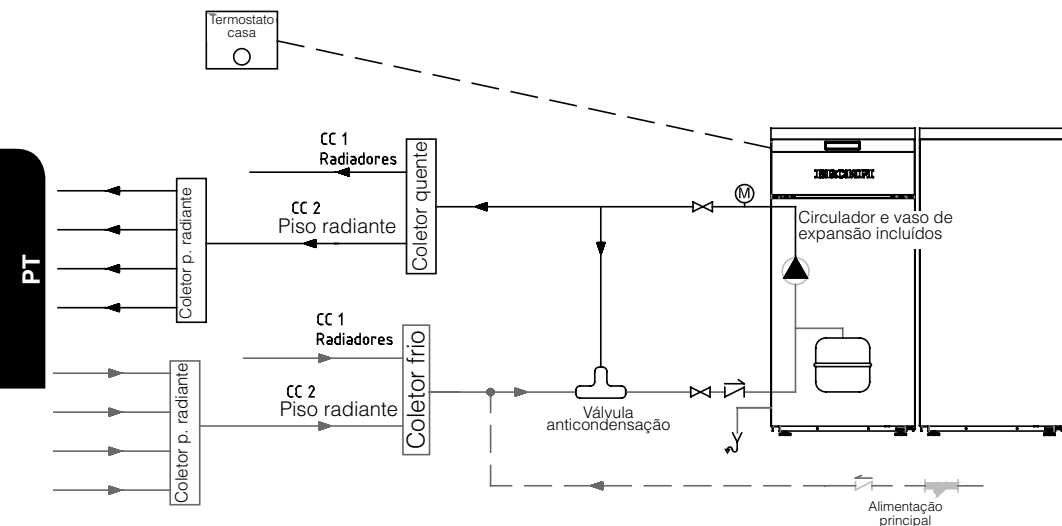 Termostato
casa
CC 1
Radiadores
Coletor quente
M
CC 2
Piso radiante
Coletor p. radiante
Circulador e vaso de
expansão incluídos
PT
CC 1
Radiadores
Coletor frio
CC 2
Piso radiante
Coletor p. radiante
Válvula
anticondensação
Alimentação
principal